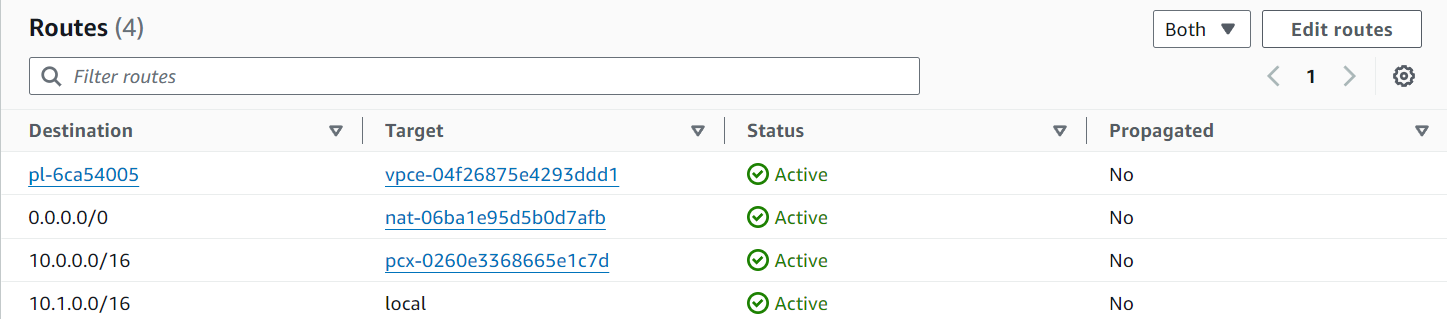 Routes (4)
Both
Edit routes
Filter routes
1
Destination Target Status Propagated
pl-6ca54005 vpce-04f26875e4293ddd1 Active No
0.0.0.0/0 nat-06ba1e95d5b0d7afb Active No
10.0.0.0/16 pcx-0260e3368665e1c7d Active No
10.1.0.0/16 local Active No